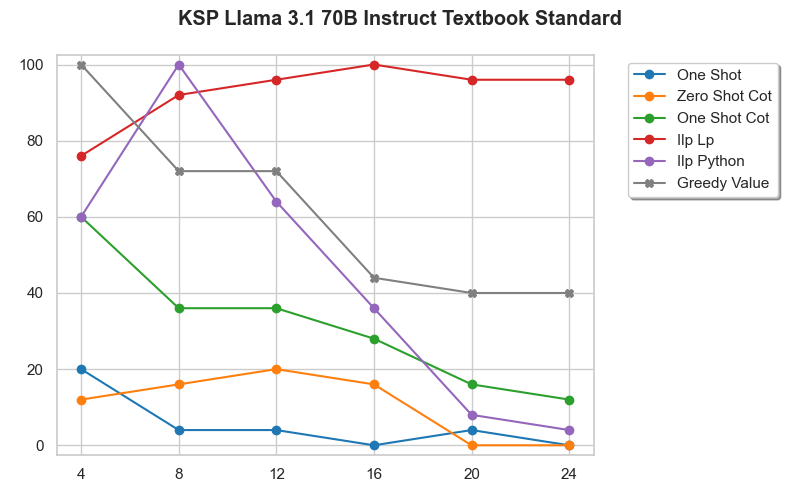 KSP Llama 3.1 70B Instruct Textbook Standard
100
80
60
40
20
0
4 8 12 16 20 24
One Shot
Zero Shot Cot
One Shot Cot
Ilp Lp
Ilp Python
Greedy Value